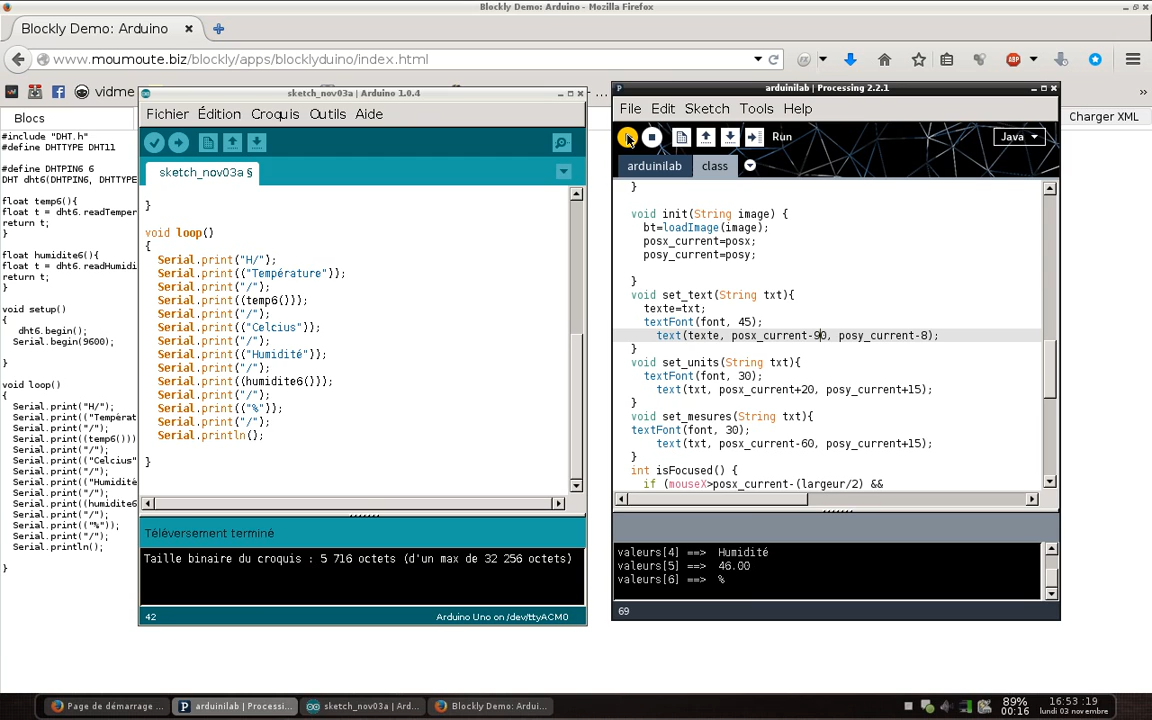 Blockly Demo: Arduino - Mozilla Firefox
Blockly Demo: Arduino
www.moumoute.biz/blockly/apps/blocklyduino/index.html
ABP
vidme
Blocs
Charger XML
#include "DHT.h"
#define DHTTYPE DHT11
#define DHTPIN6 6
DHT dht6(DHTPIN6, DHTTYPE
float temp6(){
float t = dht6.readTemper
return t;
}
float humidite6(){
float t = dht6.readHumidi
return t;
}
void setup()
{
dht6.begin();
Serial.begin(9600);
}
void loop()
{
Serial.print("H/");
Serial.print(("Températ
Serial.print("/");
Serial.print((temp6()))
Serial.print("/");
Serial.print(("Celcius"
Serial.print("/");
Serial.print(("Humidité
Serial.print("/");
Serial.print((humidite6
Serial.print("/");
Serial.print(("%"));
Serial.print("/");
Serial.println();
}
sketch_nov03a | Arduino 1.0.4
Fichier Édition Croquis Outils Aide
sketch_nov03a §
}
void loop()
{
Serial.print("H/");
Serial.print(("Température"));
Serial.print("/");
Serial.print((temp6()));
Serial.print("/");
Serial.print(("Celcius"));
Serial.print("/");
Serial.print(("Humidité"));
Serial.print("/");
Serial.print((humidite6()));
Serial.print("/");
Serial.print(("%"));
Serial.print("/");
Serial.println();
}
Téléversement terminé
Taille binaire du croquis : 5 716 octets (d'un max de 32 256 octets)
42
Arduino Uno on /dev/ttyACM0
arduinilab | Processing 2.2.1
File Edit Sketch Tools Help
Run
Java
arduinilab class
}
void init(String image) {
bt=loadImage(image);
posx_current=posx;
posy_current=posy;
}
void set_text(String txt){
texte=txt;
textFont(font, 45);
text(texte, posx_current-90, posy_current-8);
}
void set_units(String txt){
textFont(font, 30);
text(txt, posx_current+20, posy_current+15);
}
void set_mesures(String txt){
textFont(font, 30);
text(txt, posx_current-60, posy_current+15);
}
int isFocused() {
if (mouseX>posx_current-(largeur/2) &&
valeurs[4] ==> Humidité
valeurs[5] ==> 46.00
valeurs[6] ==> %
69
Page de démarrage ...
arduinilab | Processi...
sketch_nov03a | Ard...
Blockly Demo: Ardui...
89%
00:16
16:53 :19
lundi 03 novembre